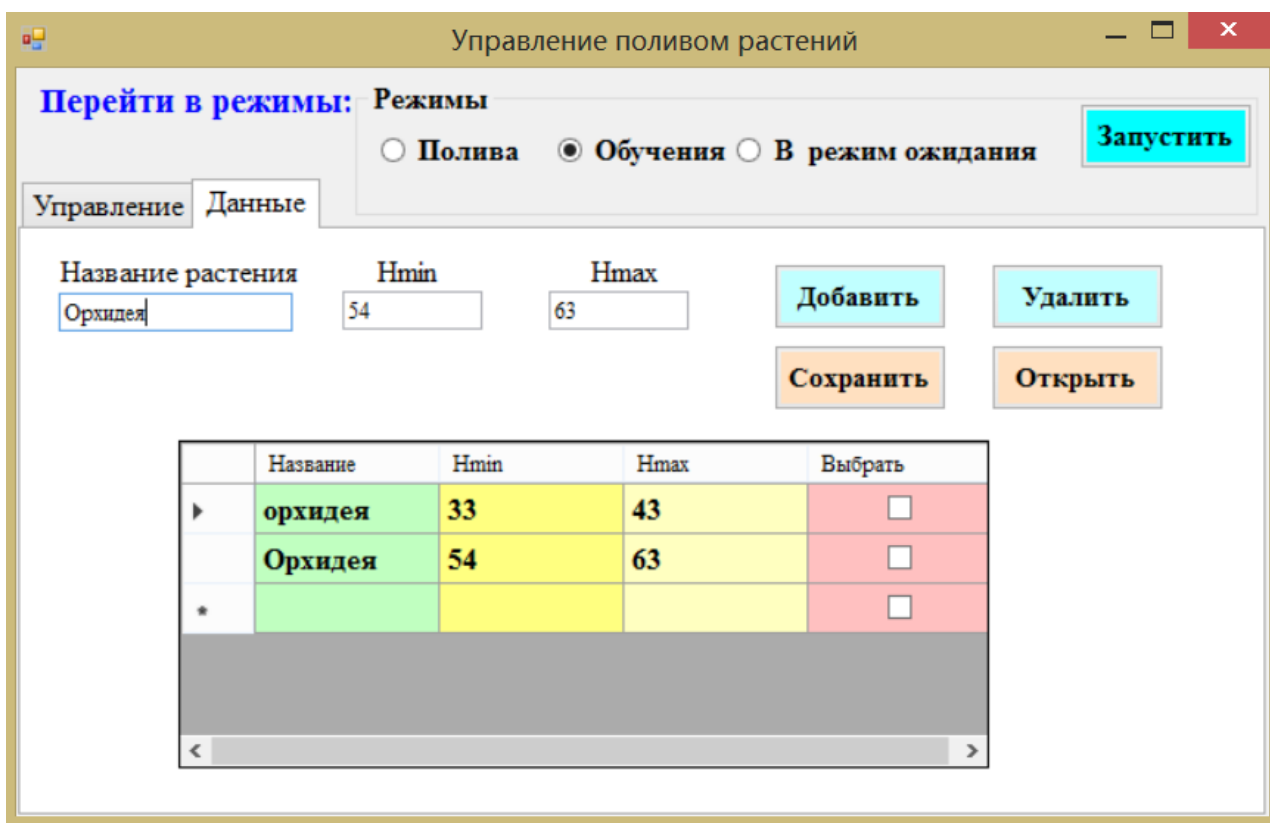 Управление поливом растений
Перейти в режимы:
Режимы
Полива Обучения В режим ожидания
Запустить
Управление Данные
Название растения Hmin Hmax
Орхидея 54 63
Добавить Удалить
Сохранить Открыть
Название Hmin Hmax Выбрать
орхидея 33 43
Орхидея 54 63